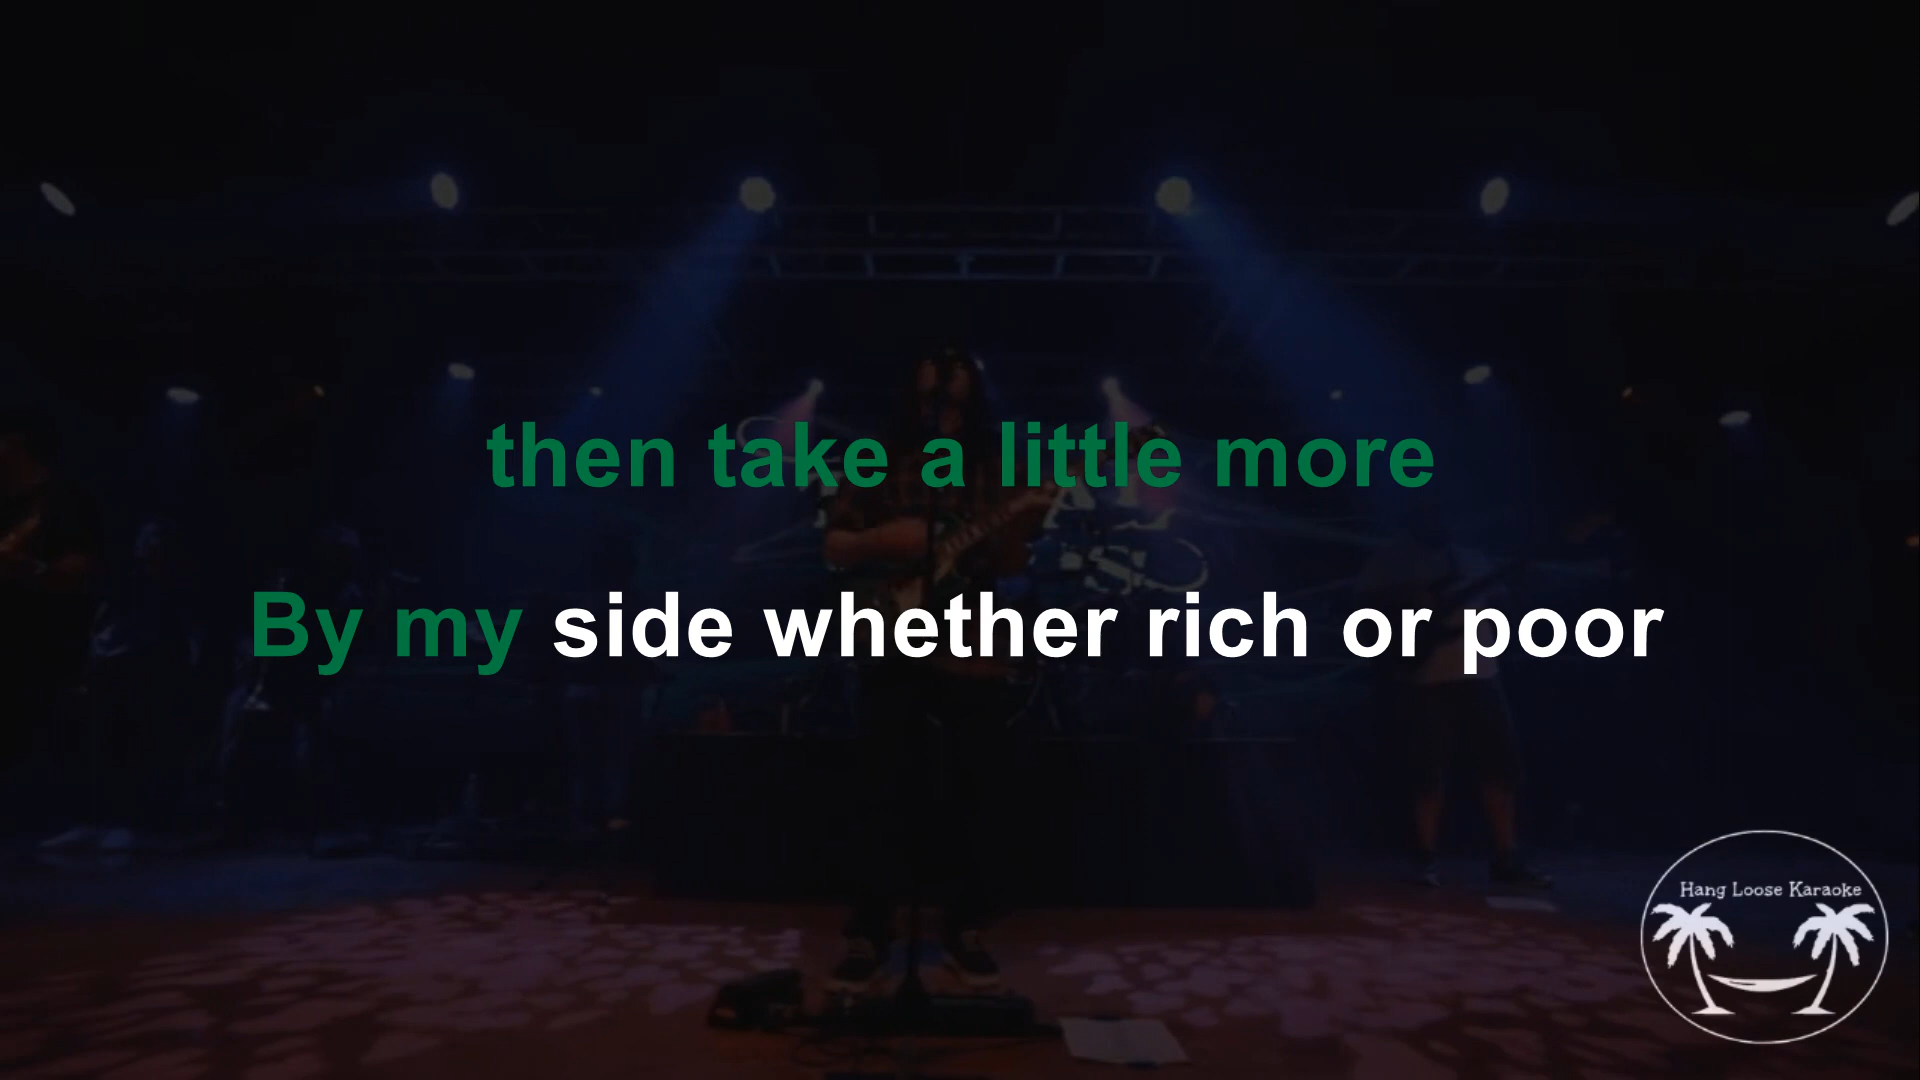 then take a little more
By my side whether rich or poor
Hang Loose Karaoke